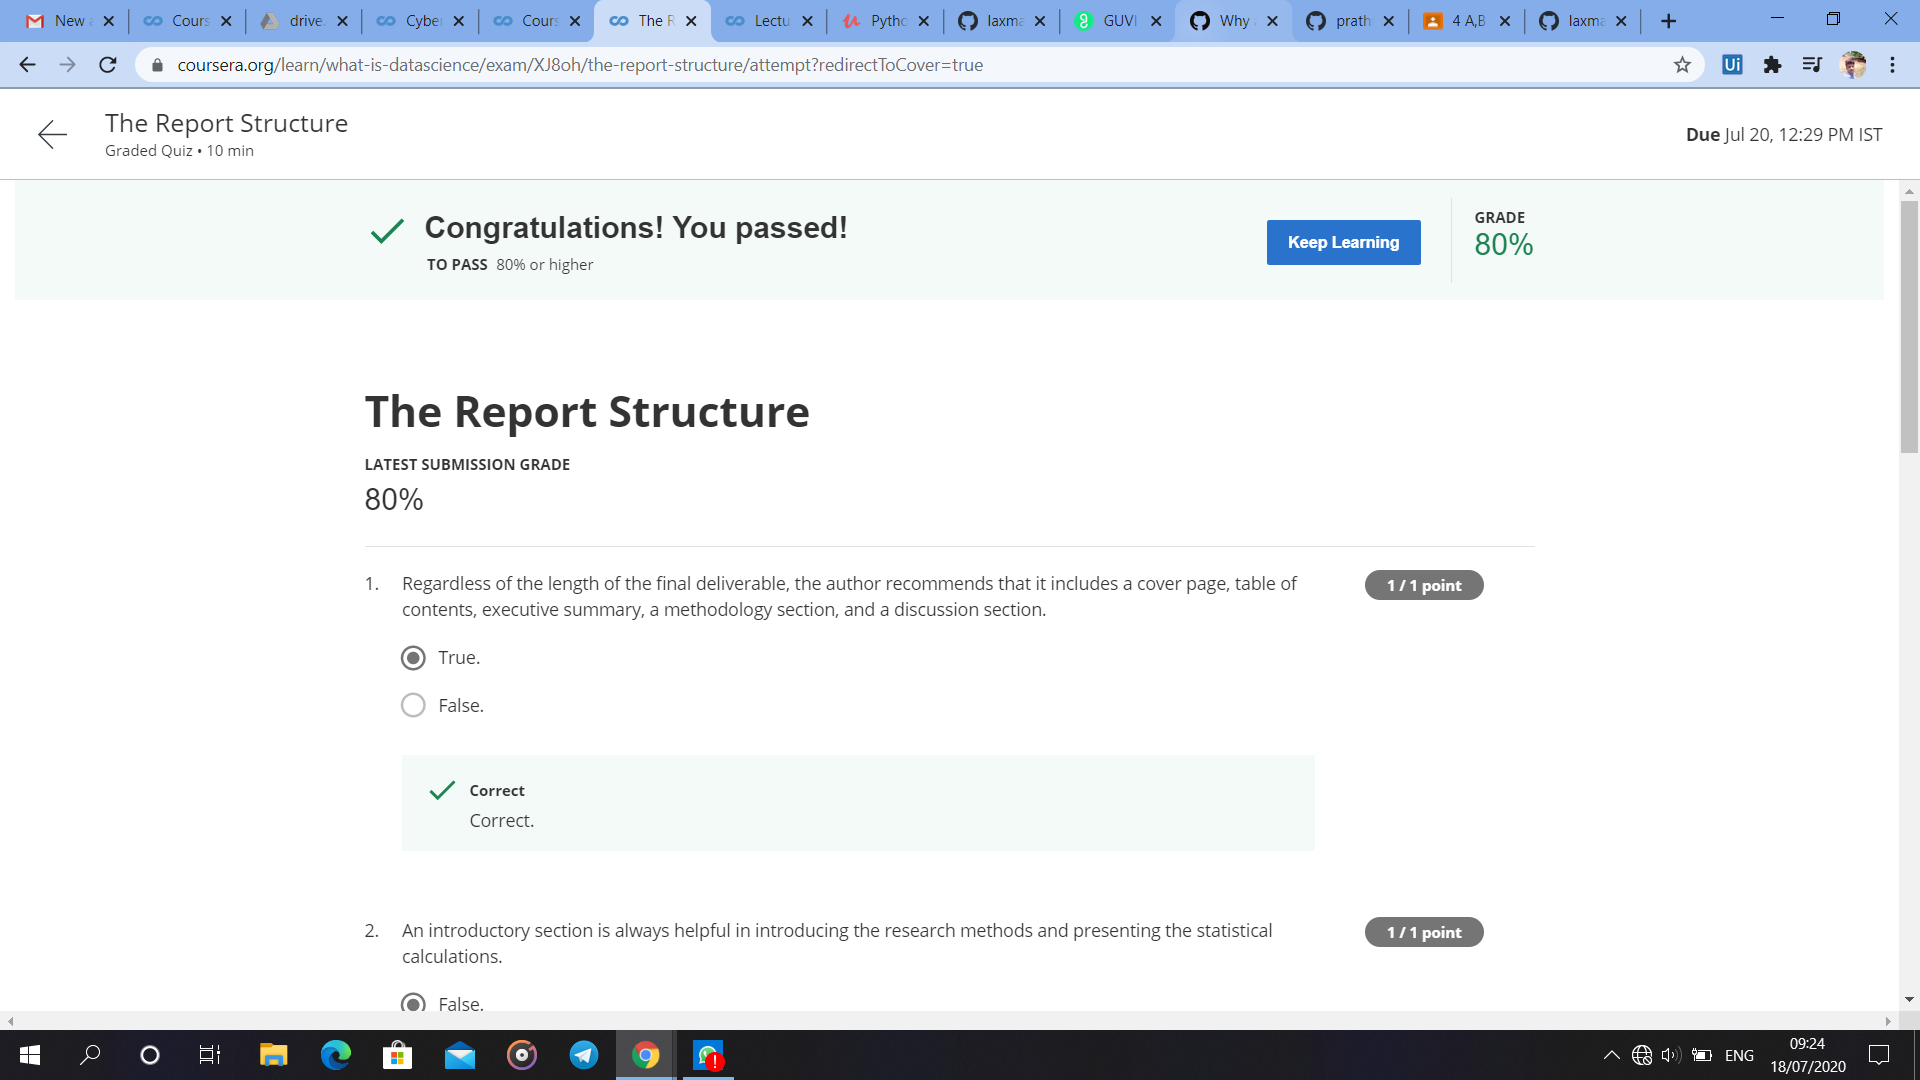 New a
Cours
drive.
Cyber
Cours
The R
Lectu
Pytho
laxma
GUVI
Why
prath
4 A,B
laxma
coursera.org/learn/what-is-datascience/exam/XJ8oh/the-report-structure/attempt?redirectToCover=true
Ui
The Report Structure
Graded Quiz • 10 min
Due Jul 20, 12:29 PM IST
Congratulations! You passed!
TO PASS 80% or higher
Keep Learning
GRADE
80%
The Report Structure
LATEST SUBMISSION GRADE
80%
1. Regardless of the length of the final deliverable, the author recommends that it includes a cover page, table of
contents, executive summary, a methodology section, and a discussion section.
1 / 1 point
True.
False.
Correct
Correct.
2. An introductory section is always helpful in introducing the research methods and presenting the statistical
calculations.
1 / 1 point
False.
ENG
09:24
18/07/2020